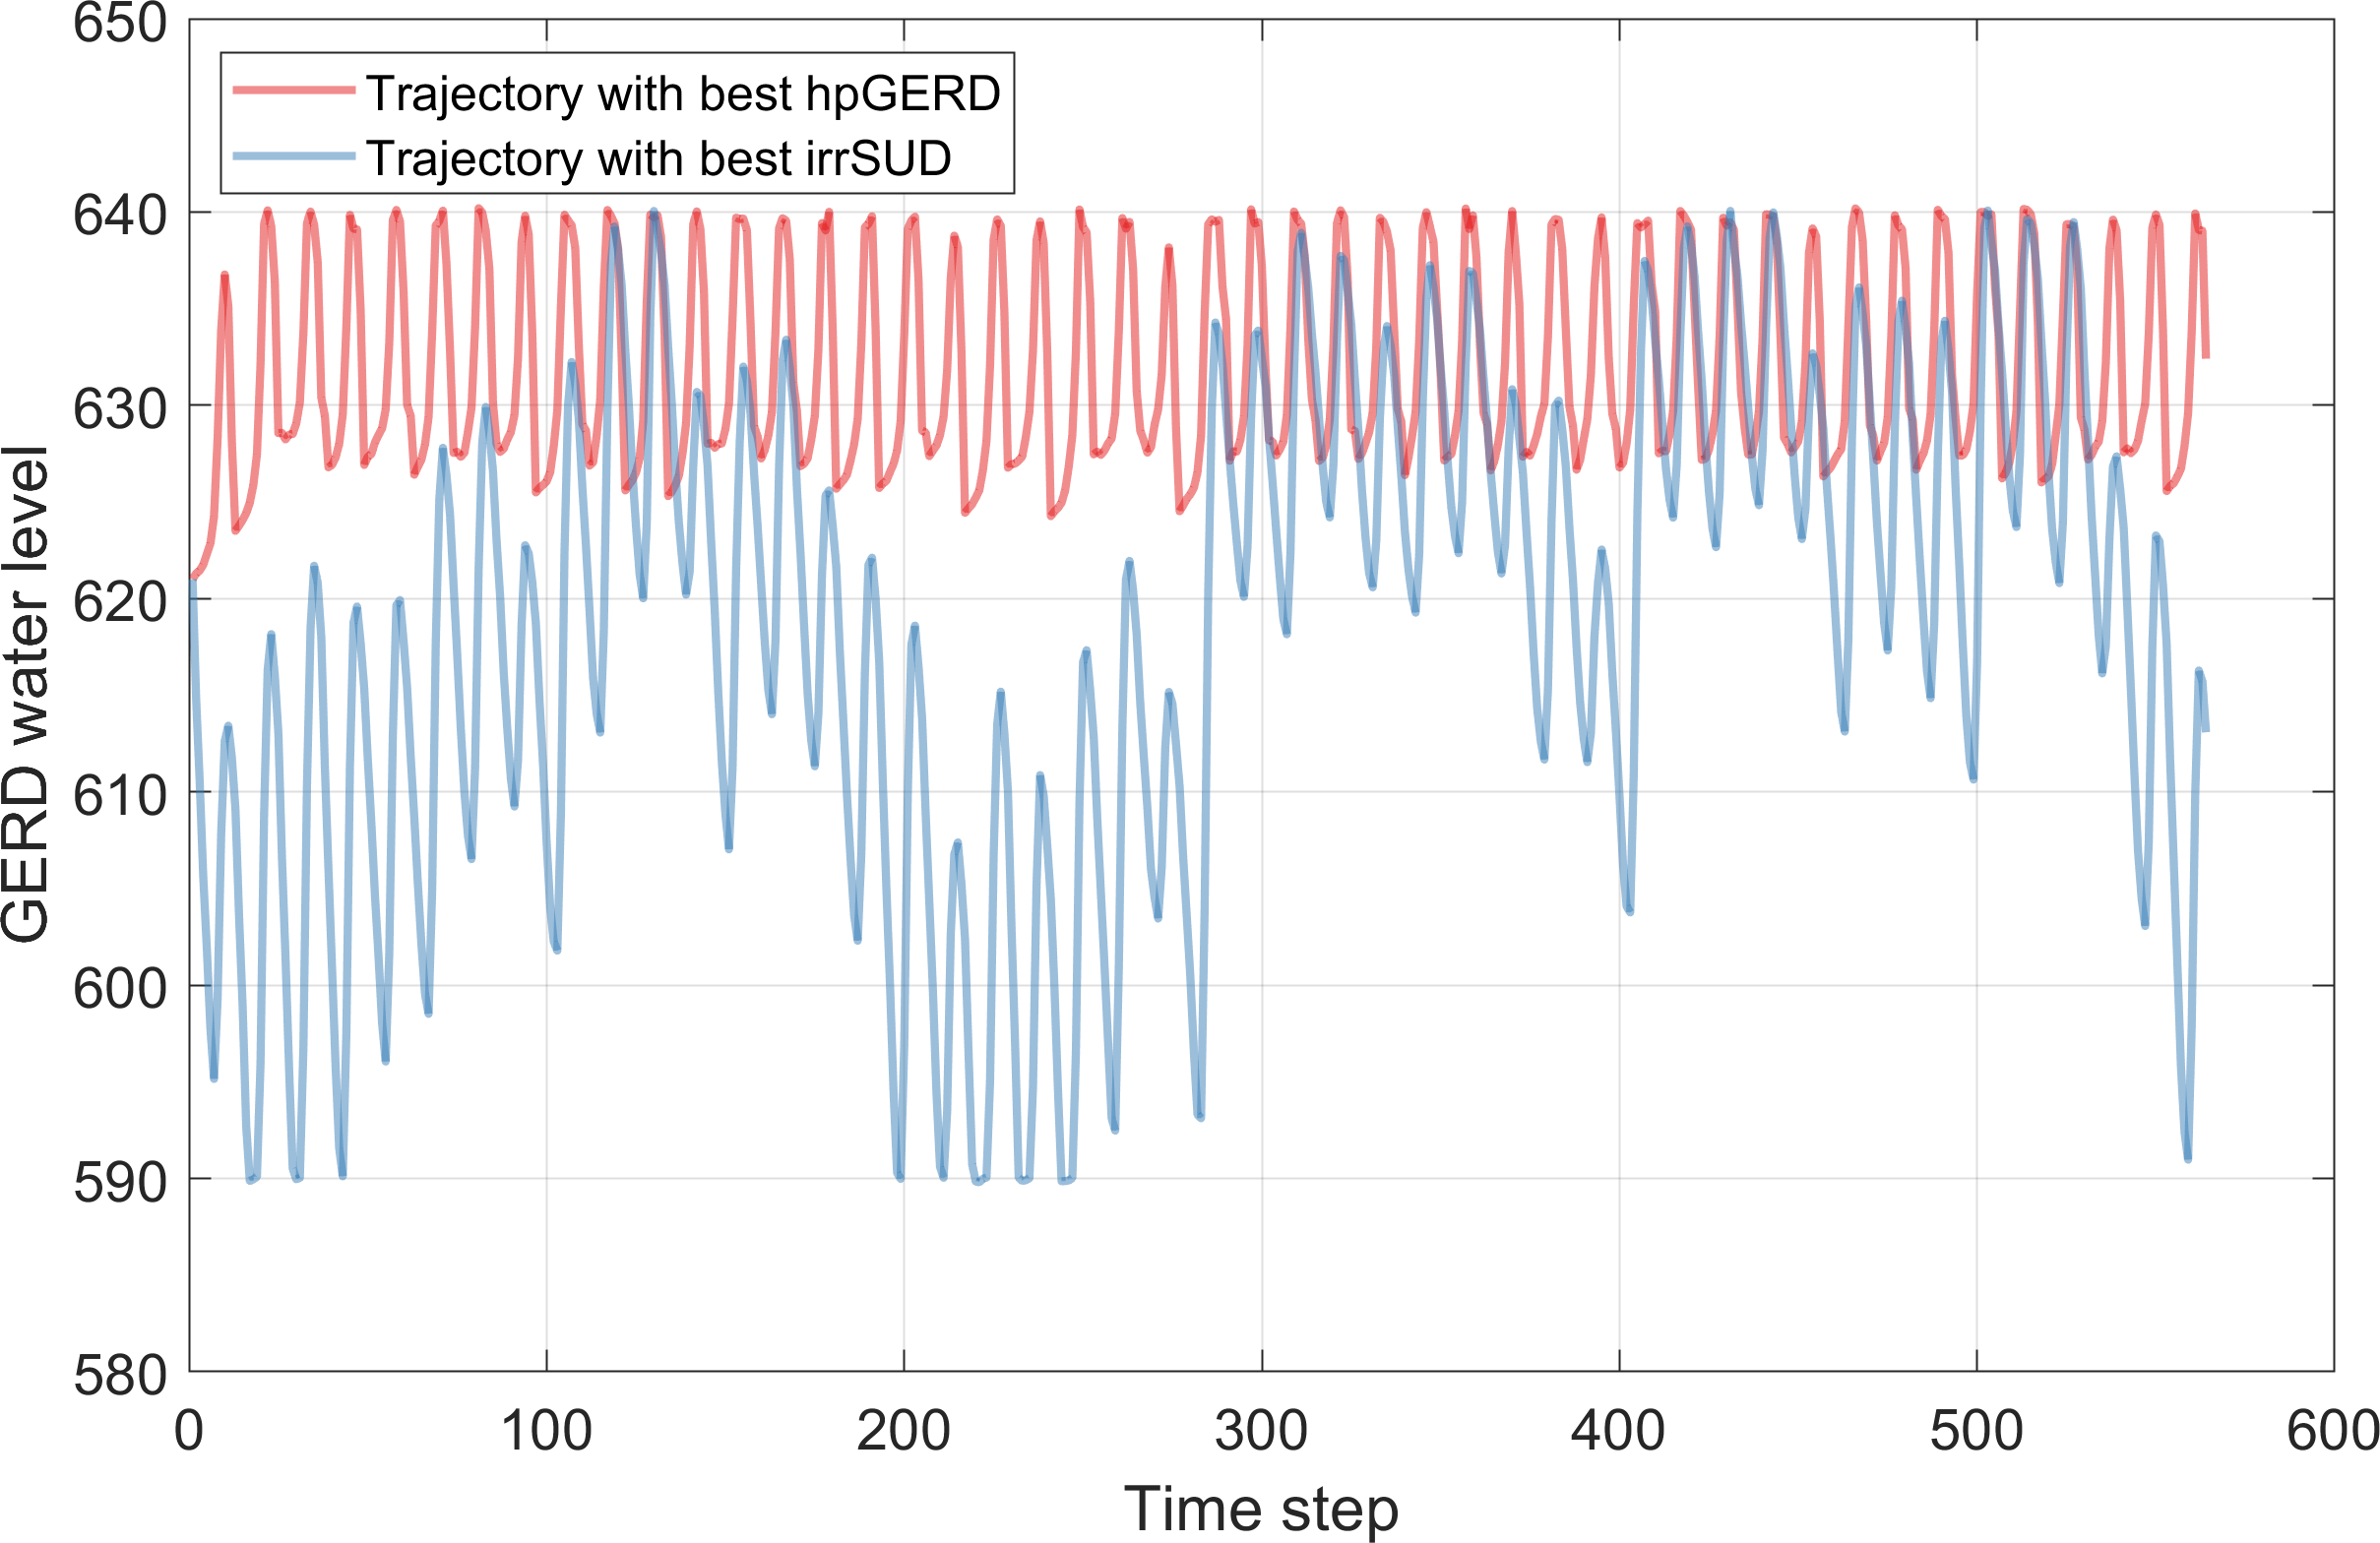 650
640
630
620
610
600
590
580
GERD water level
Trajectory with best hpGERD
Trajectory with best irrSUD
0 100 200 300 400 500 600
Time step